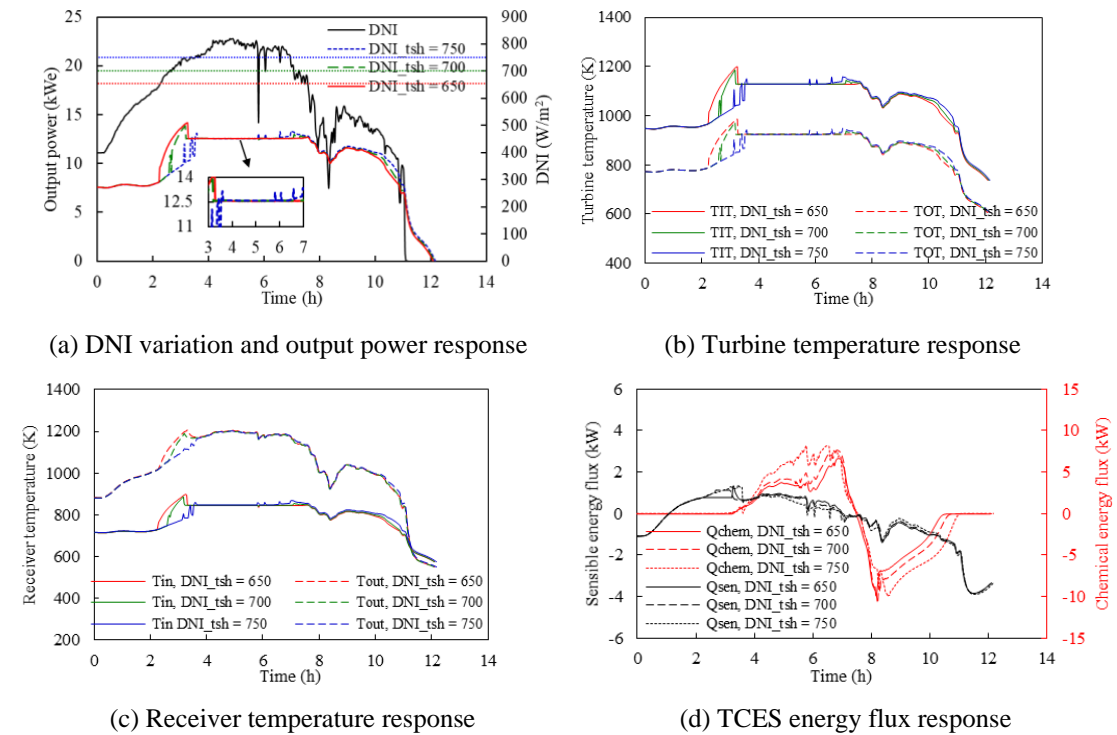 25
20
15
10
5
0
Output power (kWe)
900
800
700
600
500
400
300
200
100
0
DNI (W/m²)
DNI
DNI_tsh = 750
DNI_tsh = 700
DNI_tsh = 650
14
12.5
11
3 4 5 6 7
0 2 4 6 8 10 12 14
Time (h)
(a) DNI variation and output power response
1400
1200
1000
800
600
400
Turbine temperature (K)
TIT, DNI_tsh = 650
TIT, DNI_tsh = 700
TIT, DNI_tsh = 750
TOT, DNI_tsh = 650
TOT, DNI_tsh = 700
TOT, DNI_tsh = 750
0 2 4 6 8 10 12 14
Time (h)
(b) Turbine temperature response
1400
1200
1000
800
600
400
200
Receiver temperature (K)
Tin, DNI_tsh = 650
Tin, DNI_tsh = 700
Tin DNI_tsh = 750
Tout, DNI_tsh = 650
Tout, DNI_tsh = 700
Tout, DNI_tsh = 750
0 2 4 6 8 10 12 14
Time (h)
(c) Receiver temperature response
6
4
2
0
-2
-4
-6
Sensible energy flux (kW)
15
10
5
0
-5
-10
-15
Chemical energy flux (kW)
Qchem, DNI_tsh = 650
Qchem, DNI_tsh = 700
Qchem, DNI_tsh = 750
Qsen, DNI_tsh = 650
Qsen, DNI_tsh = 700
Qsen, DNI_tsh = 750
0 2 4 6 8 10 12 14
Time (h)
(d) TCES energy flux response